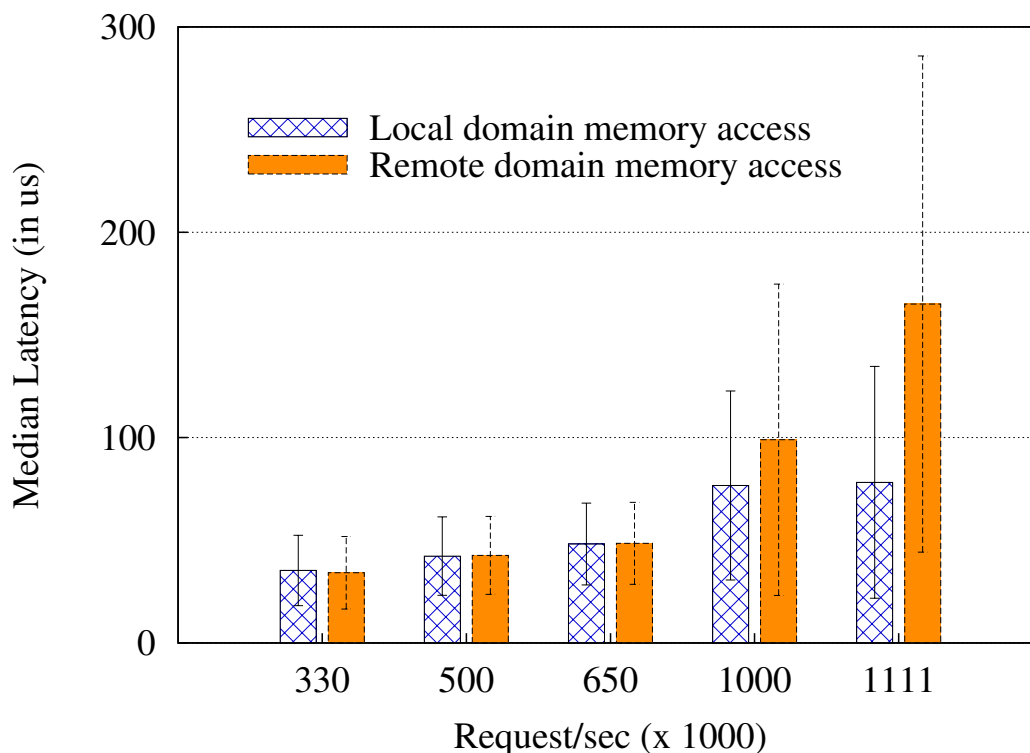 300
200
100
0
Median Latency (in us)
Local domain memory access
Remote domain memory access
330 500 650 1000 1111
Request/sec (x 1000)